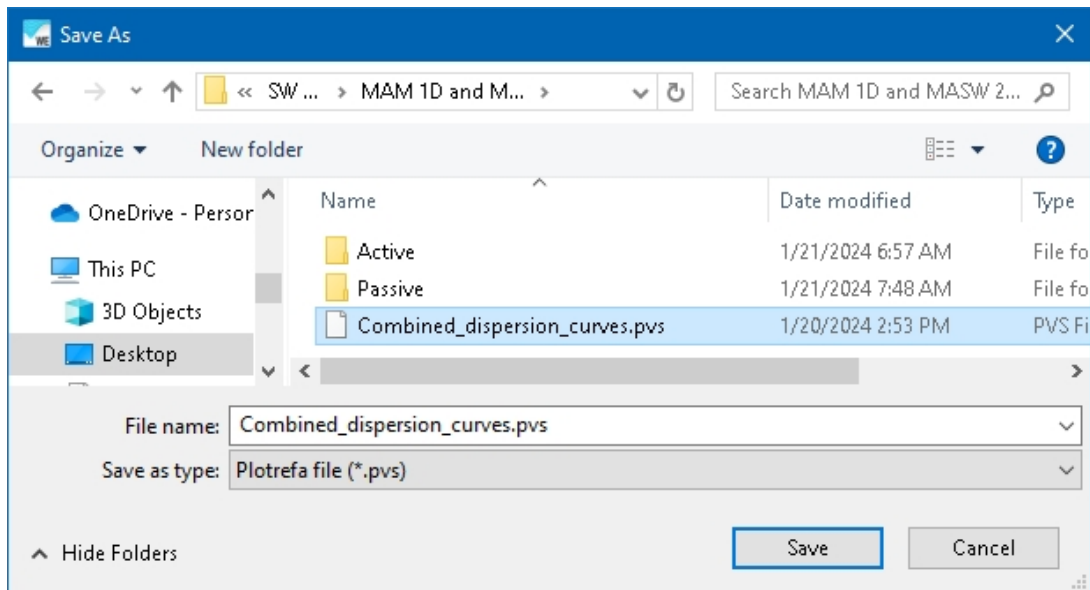 WE Save As
« SW ... > MAM 1D and M... > Search MAM 1D and MASW 2...
Organize New folder ?
OneDrive - Persor
This PC
3D Objects
Desktop
Name Date modified Type
Active 1/21/2024 6:57 AM File fo
Passive 1/21/2024 7:48 AM File fo
Combined_dispersion_curves.pvs 1/20/2024 2:53 PM PVS Fi
File name: Combined_dispersion_curves.pvs
Save as type: Plotrefa file (*.pvs)
Hide Folders Save Cancel